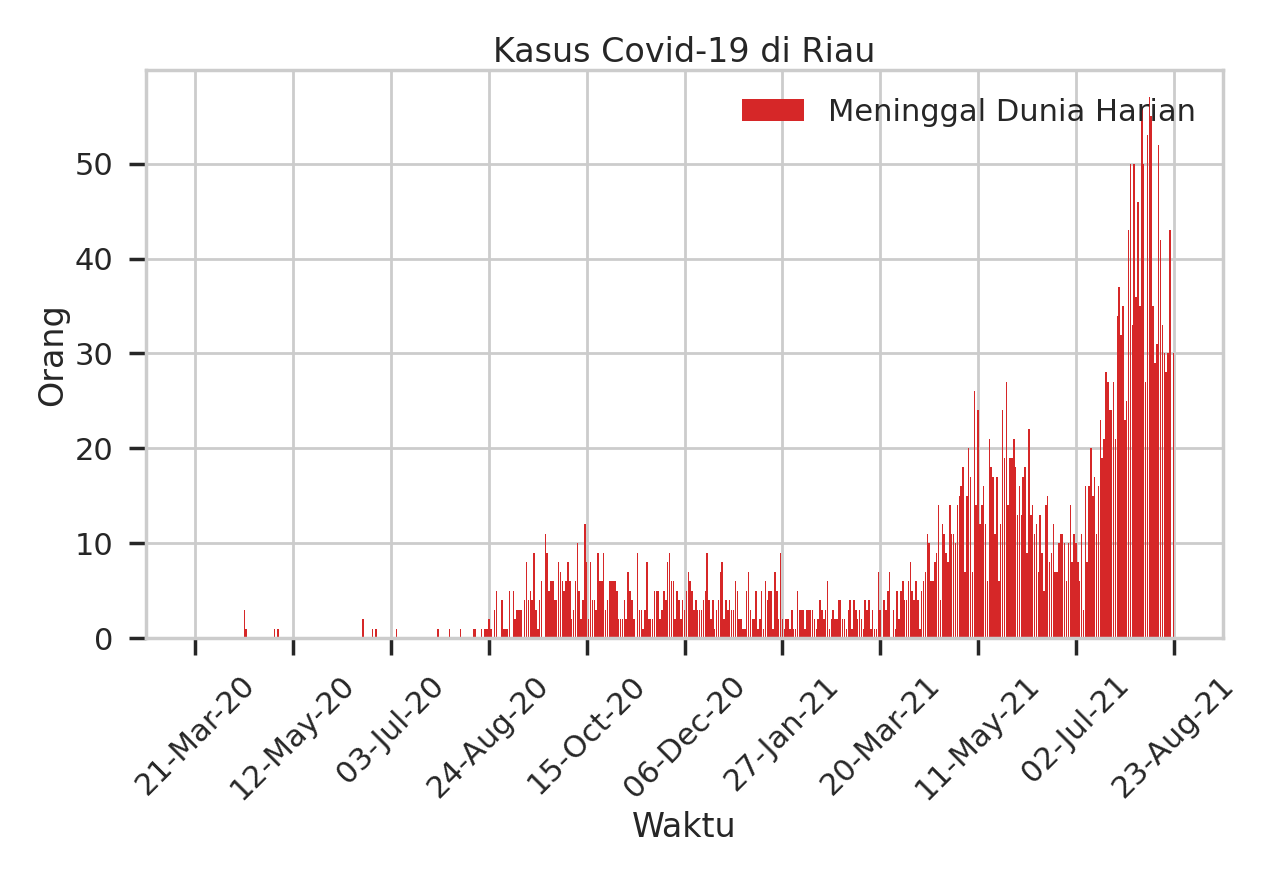 Kasus Covid-19 di Riau
Meninggal Dunia Harian
Orang
50
40
30
20
10
0
21-Mar-20
12-May-20
03-Jul-20
24-Aug-20
15-Oct-20
06-Dec-20
27-Jan-21
20-Mar-21
11-May-21
02-Jul-21
23-Aug-21
Waktu